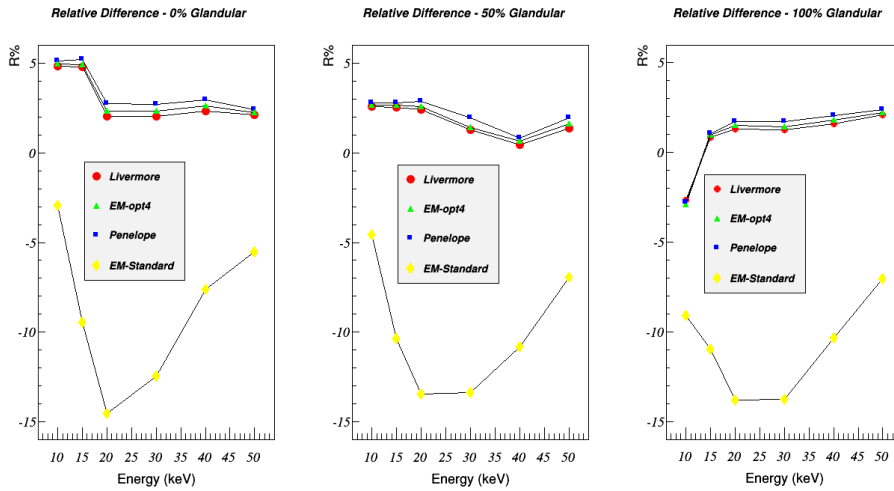 Relative Difference - 0% Glandular
R%
5
0
-5
-10
-15
Livermore
EM-opt4
Penelope
EM-Standard
10 15 20 25 30 35 40 45 50
Energy (keV)
Relative Difference - 50% Glandular
R%
5
0
-5
-10
-15
Livermore
EM-opt4
Penelope
EM-Standard
10 15 20 25 30 35 40 45 50
Energy (keV)
Relative Difference - 100% Glandular
R%
5
0
-5
-10
-15
Livermore
EM-opt4
Penelope
EM-Standard
10 15 20 25 30 35 40 45 50
Energy (keV)